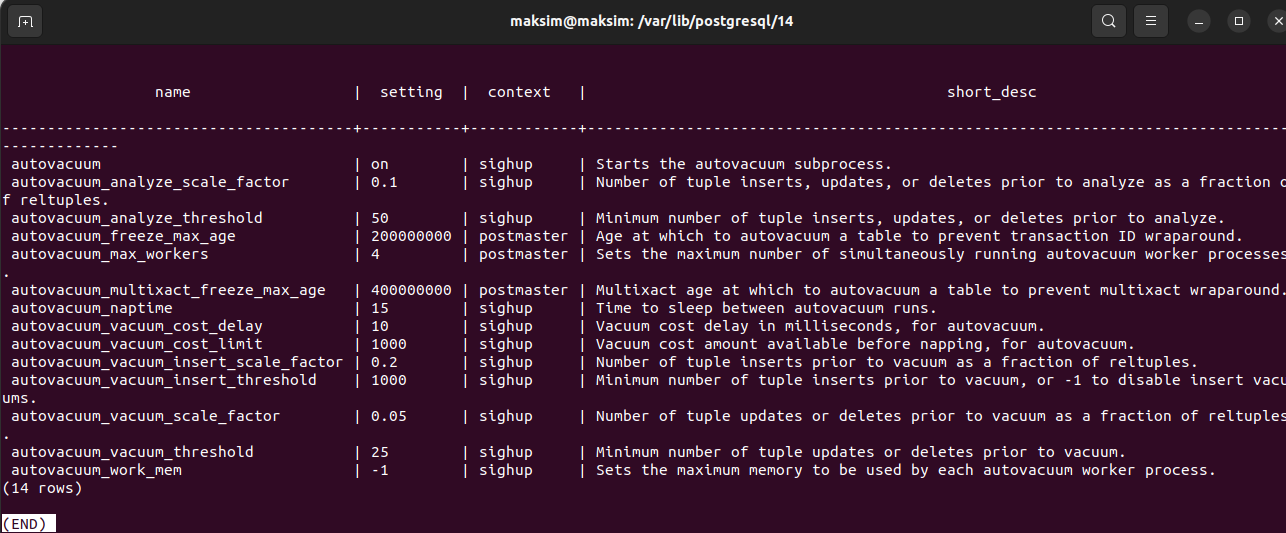 maksim@maksim: /var/lib/postgresql/14
name | setting | context | short_desc
---------------------------------------+-----------+------------+-----------------------------------------------------------------------------
-------------
autovacuum | on | sighup | Starts the autovacuum subprocess.
autovacuum_analyze_scale_factor | 0.1 | sighup | Number of tuple inserts, updates, or deletes prior to analyze as a fraction o
f reltuples.
autovacuum_analyze_threshold | 50 | sighup | Minimum number of tuple inserts, updates, or deletes prior to analyze.
autovacuum_freeze_max_age | 200000000 | postmaster | Age at which to autovacuum a table to prevent transaction ID wraparound.
autovacuum_max_workers | 4 | postmaster | Sets the maximum number of simultaneously running autovacuum worker processes
.
autovacuum_multixact_freeze_max_age | 400000000 | postmaster | Multixact age at which to autovacuum a table to prevent multixact wraparound.
autovacuum_naptime | 15 | sighup | Time to sleep between autovacuum runs.
autovacuum_vacuum_cost_delay | 10 | sighup | Vacuum cost delay in milliseconds, for autovacuum.
autovacuum_vacuum_cost_limit | 1000 | sighup | Vacuum cost amount available before napping, for autovacuum.
autovacuum_vacuum_insert_scale_factor | 0.2 | sighup | Number of tuple inserts prior to vacuum as a fraction of reltuples.
autovacuum_vacuum_insert_threshold | 1000 | sighup | Minimum number of tuple inserts prior to vacuum, or -1 to disable insert vacu
ums.
autovacuum_vacuum_scale_factor | 0.05 | sighup | Number of tuple updates or deletes prior to vacuum as a fraction of reltuples
.
autovacuum_vacuum_threshold | 25 | sighup | Minimum number of tuple updates or deletes prior to vacuum.
autovacuum_work_mem | -1 | sighup | Sets the maximum memory to be used by each autovacuum worker process.
(14 rows)
(END)